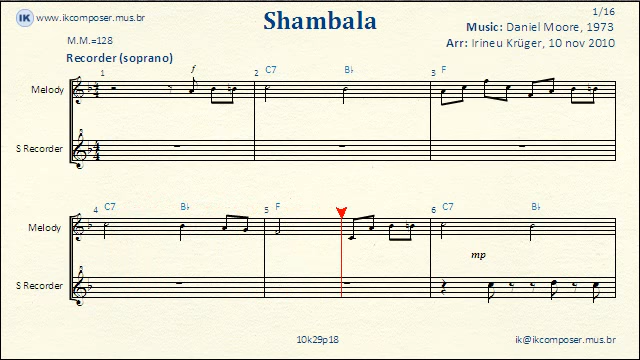 IK www.ikcomposer.mus.br
Shambala
1/16
Music: Daniel Moore, 1973
Arr: Irineu Krüger, 10 nov 2010
M.M.=128
Recorder (soprano)
1 f 2 C7 B♭ 3 F
Melody
S Recorder
4 C7 B♭ 5 F 6 C7 B♭
Melody
mp
S Recorder
10k29p18
ik@ikcomposer.mus.br